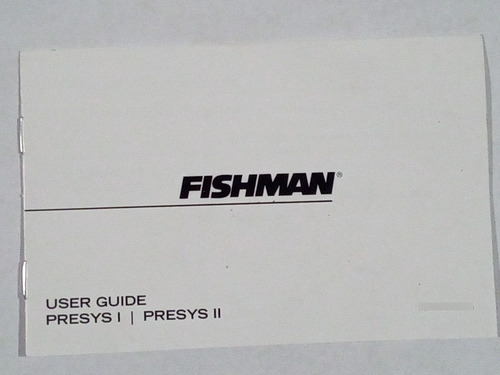 FISHMAN®
USER GUIDE
PRESYS I | PRESYS II